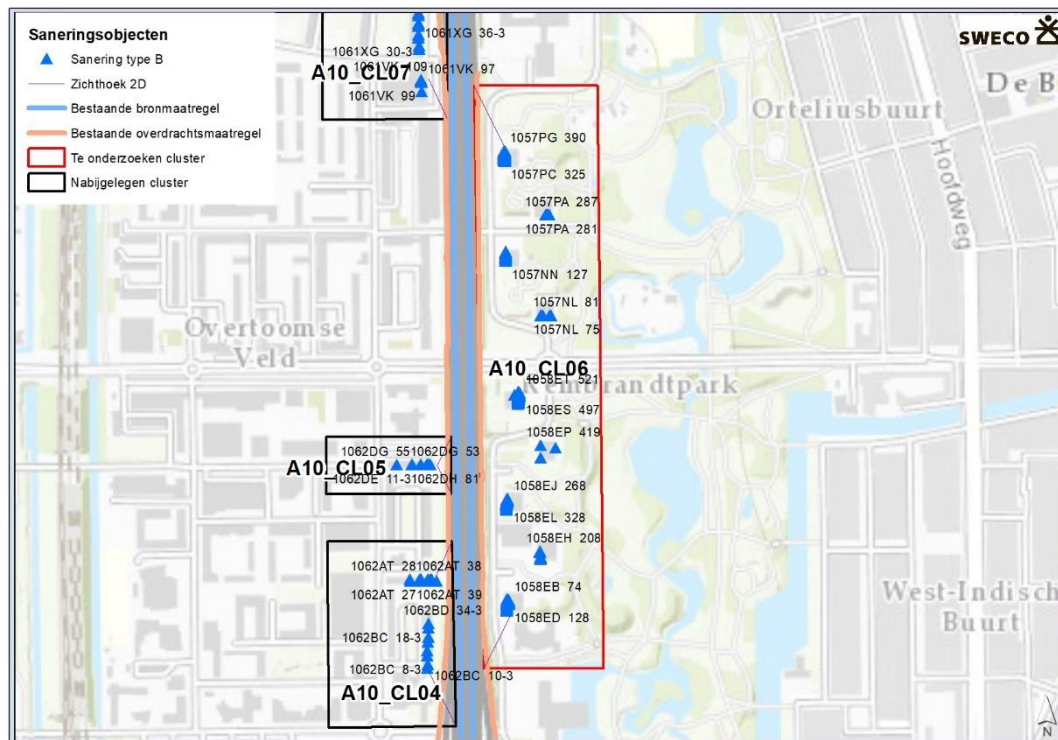 Saneringsobjecten
Sanering type B
Zichthoek 2D
Bestaande bronmaatregel
Bestaande overdrachtsmaatregel
Te onderzoeken cluster
Nabijgelegen cluster
SWECO
1061XG 36-3
1061XG 30-3
1061VK 109
1061VK 97
A10_CL07
1061VK 99
De B
Orteliusbuurt
Hoofdweg
1057PG 390
1057PC 325
1057PA 287
1057PA 281
1057NN 127
1057NL 81
1057NL 75
Overtoomse
Veld
A10_CL06
1058ET 521
Rembrandtpark
1058ES 497
1058EP 419
1062DG 55
1062DG 53
A10_CL05
1062DE 11-3
1062DH 81
1058EJ 268
1058EL 328
1058EH 208
1062AT 28
1062AT 38
1062AT 27
1062AT 39
1062BD 34-3
1058EB 74
1058ED 128
West-Indisch
Buurt
1062BC 18-3
1062BC 8-3
1062BC 10-3
A10_CL04
N